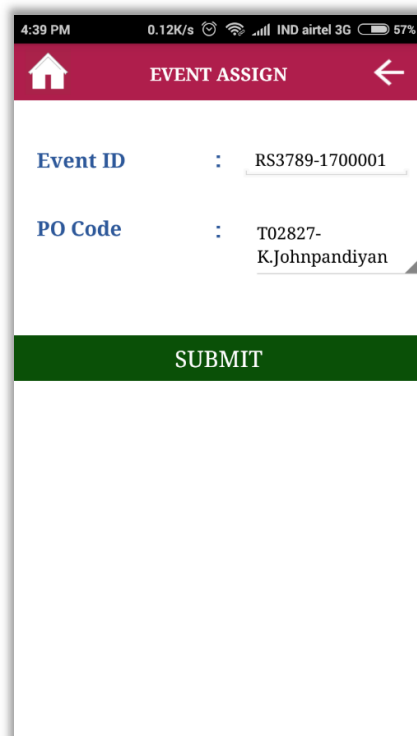 4:39 PM 0.12K/s IND airtel 3G 57%
EVENT ASSIGN
Event ID : RS3789-1700001
PO Code : T02827-
K.Johnpandiyan
SUBMIT